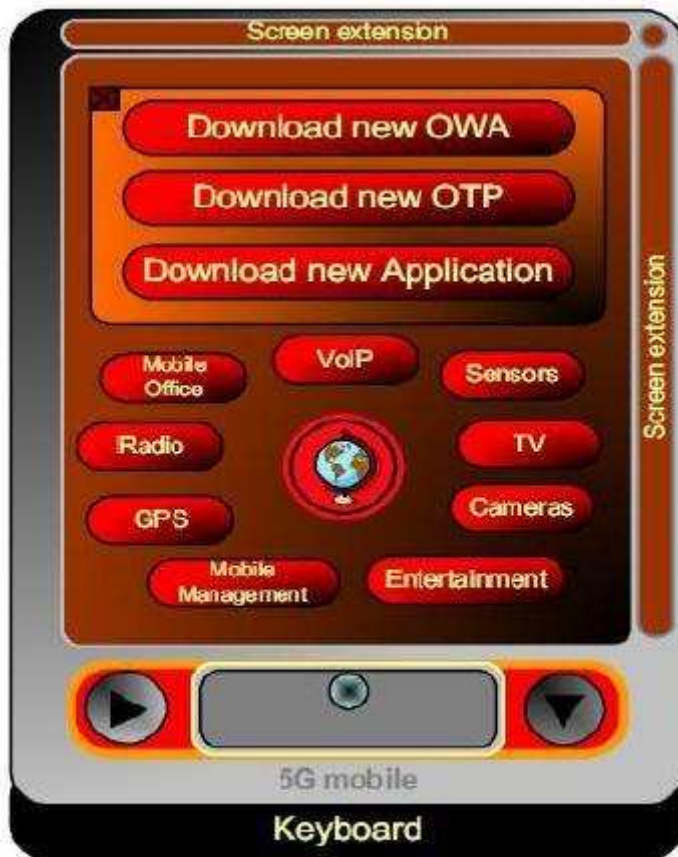 Screen extension
Download new OWA
Download new OTP
Download new Application
Screen extension
VoIP
Mobile
Office
Sensors
Radio
TV
GPS
Cameras
Mobile
Management
Entertainment
5G mobile
Keyboard